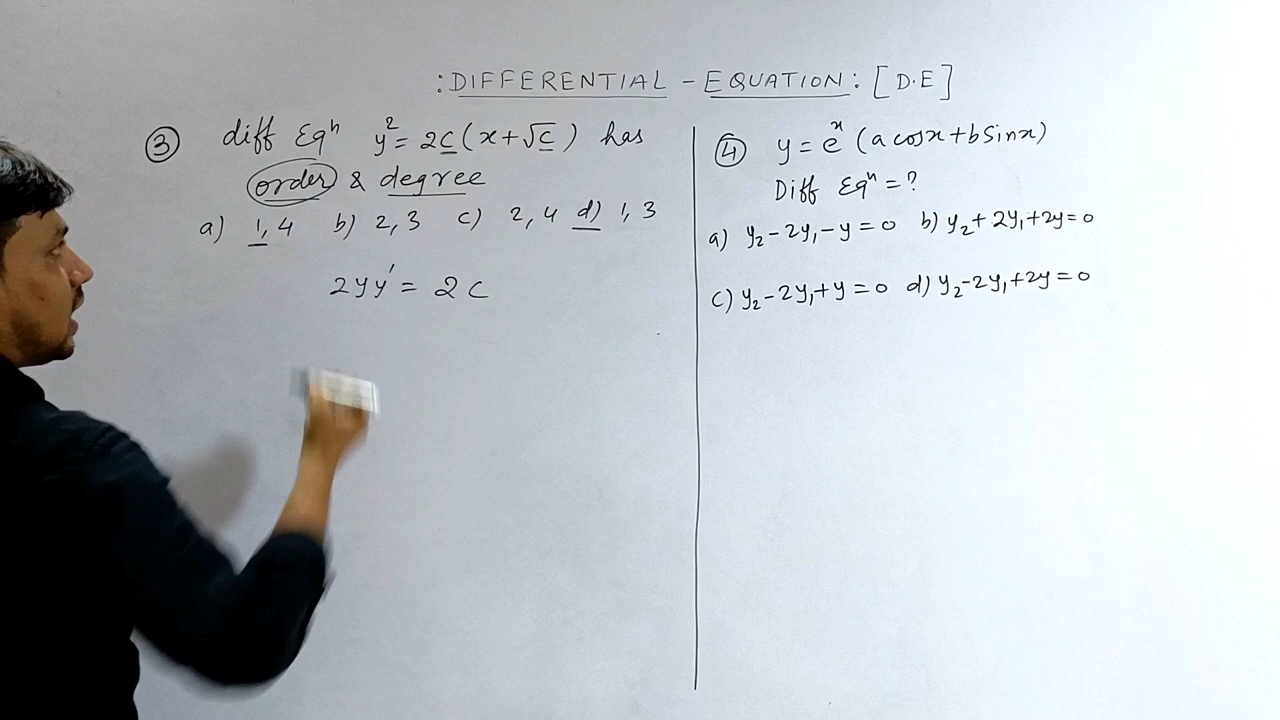 : DIFFERENTIAL - EQUATION : [D.E]
③ diff Eqⁿ y² = 2c(x+√c) has
order & degree
a) 1,4 b) 2,3 c) 2,4 d) 1,3
2yy' = 2c
④ y = eˣ (a cosx + b sinx)
Diff Eqⁿ = ?
a) y₂ - 2y₁ - y = 0 b) y₂ + 2y₁ + 2y = 0
c) y₂ - 2y₁ + y = 0 d) y₂ - 2y₁ + 2y = 0